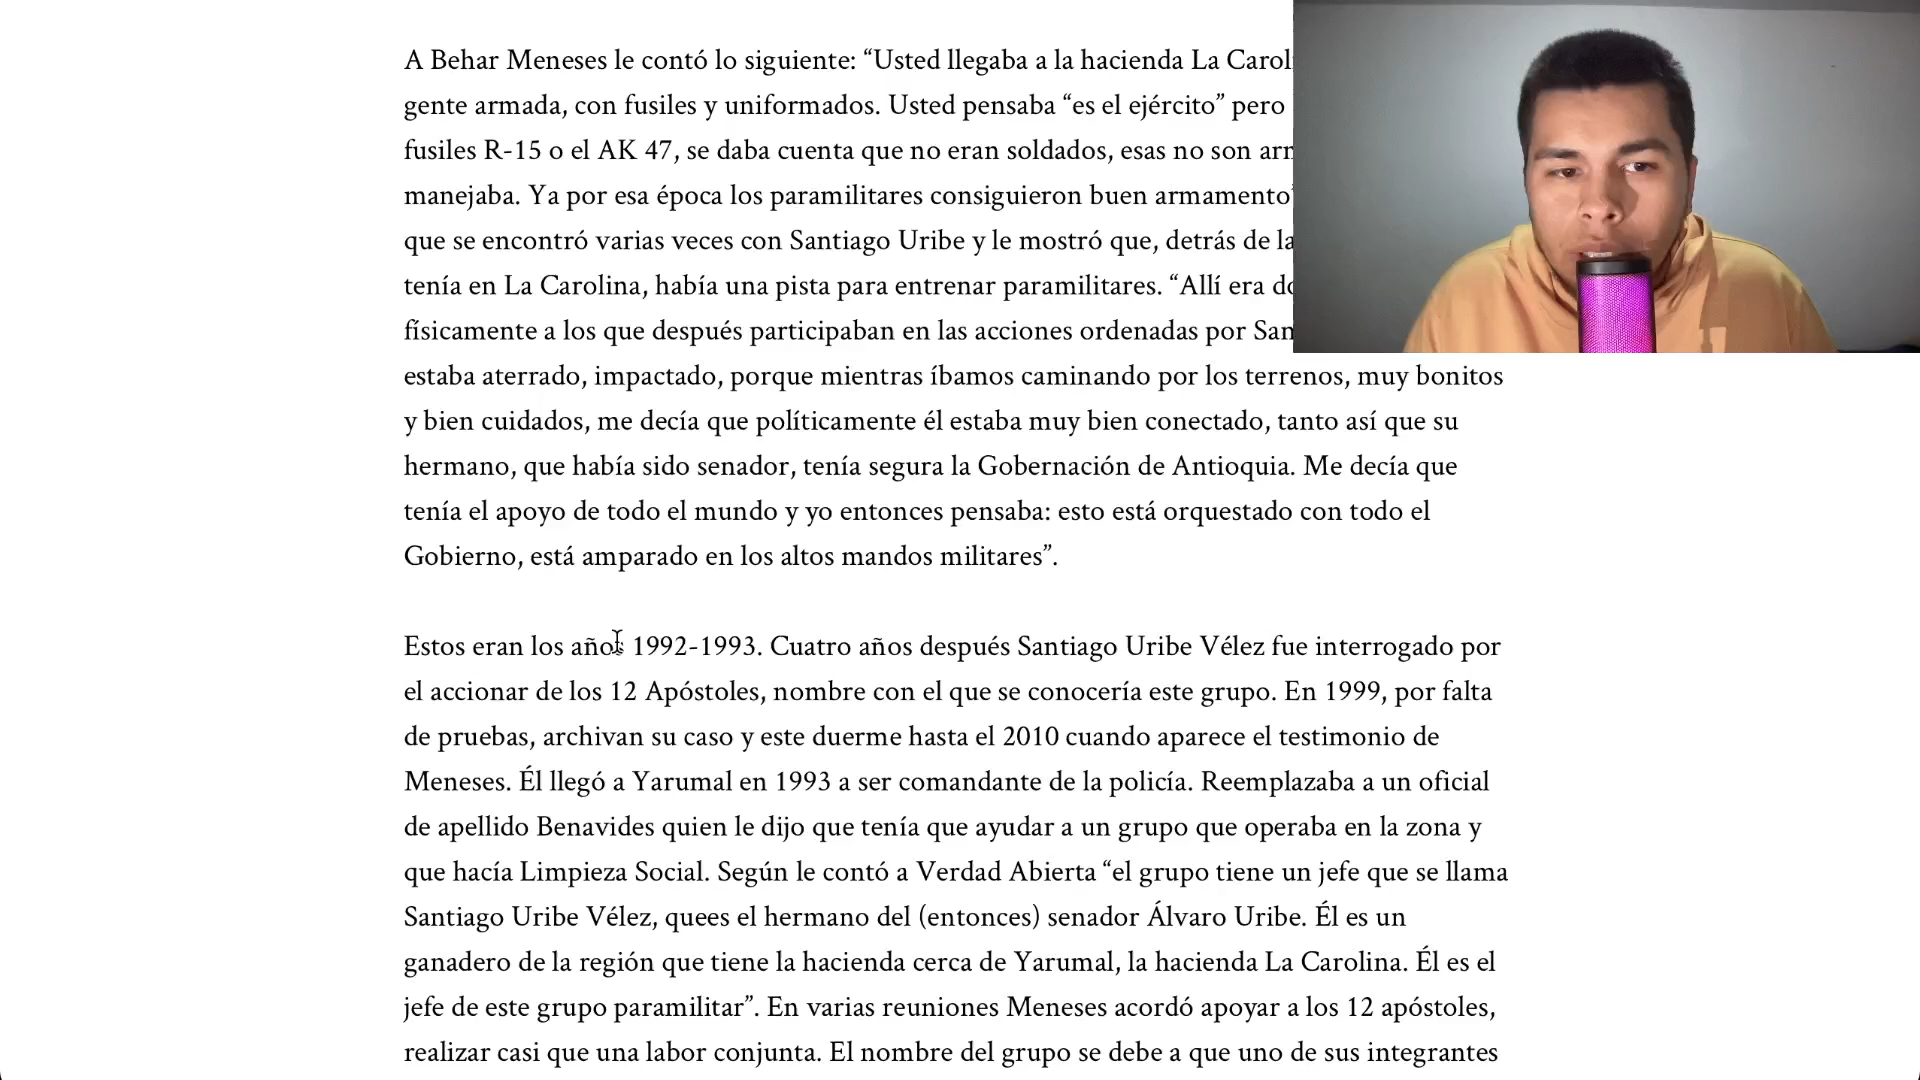 A Behar Meneses le contó lo siguiente: “Usted llegaba a la hacienda La
gente armada, con fusiles y uniformados. Usted pensaba “es el ejército” pero
fusiles R-15 o el AK 47, se daba cuenta que no eran soldados, esas no son
manejaba. Ya por esa época los paramilitares consiguieron buen armamento”
que se encontró varias veces con Santiago Uribe y le mostró que, detrás de
tenía en La Carolina, había una pista para entrenar paramilitares. “Allí era
físicamente a los que después participaban en las acciones ordenadas por
estaba aterrado, impactado, porque mientras íbamos caminando por los terrenos, muy bonitos
y bien cuidados, me decía que políticamente él estaba muy bien conectado, tanto así que su
hermano, que había sido senador, tenía segura la Gobernación de Antioquia. Me decía que
tenía el apoyo de todo el mundo y yo entonces pensaba: esto está orquestado con todo el
Gobierno, está amparado en los altos mandos militares”.
Estos eran los años 1992-1993. Cuatro años después Santiago Uribe Vélez fue interrogado por
el accionar de los 12 Apóstoles, nombre con el que se conocería este grupo. En 1999, por falta
de pruebas, archivan su caso y este duerme hasta el 2010 cuando aparece el testimonio de
Meneses. Él llegó a Yarumal en 1993 a ser comandante de la policía. Reemplazaba a un oficial
de apellido Benavides quien le dijo que tenía que ayudar a un grupo que operaba en la zona y
que hacía Limpieza Social. Según le contó a Verdad Abierta “el grupo tiene un jefe que se llama
Santiago Uribe Vélez, quees el hermano del (entonces) senador Álvaro Uribe. Él es un
ganadero de la región que tiene la hacienda cerca de Yarumal, la hacienda La Carolina. Él es el
jefe de este grupo paramilitar”. En varias reuniones Meneses acordó apoyar a los 12 apóstoles,
realizar casi que una labor conjunta. El nombre del grupo se debe a que uno de sus integrantes